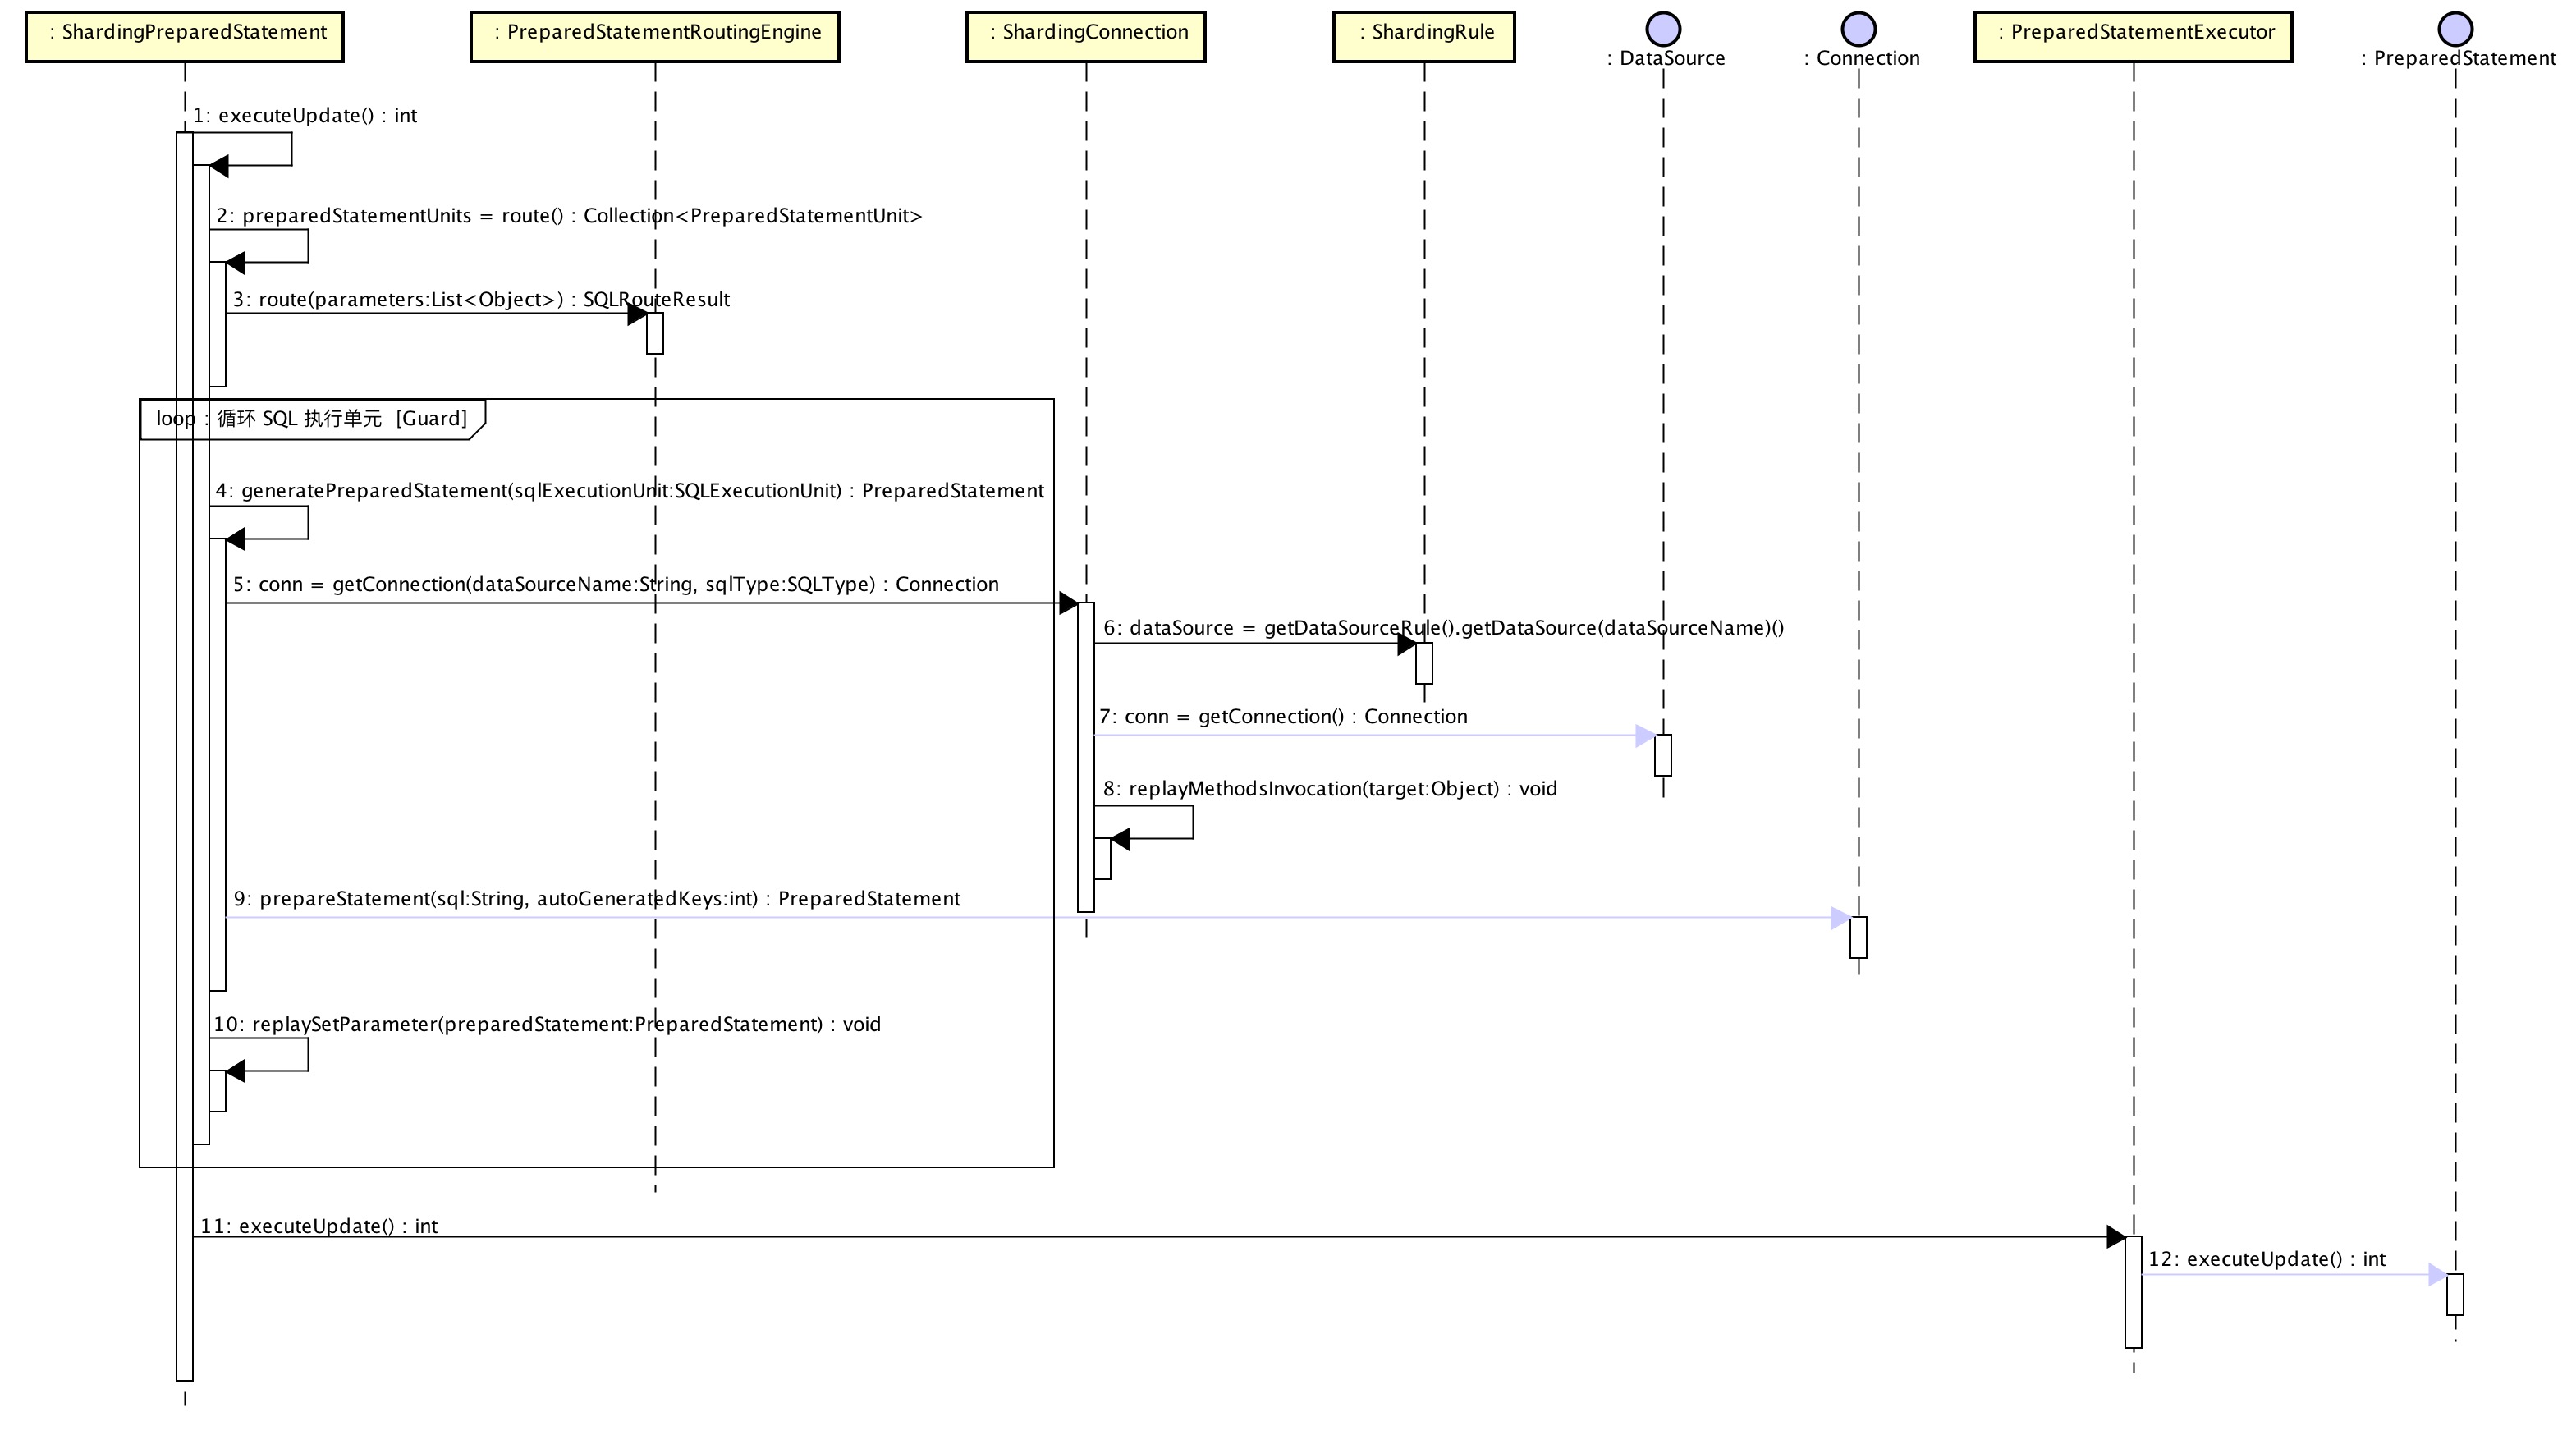 : ShardingPreparedStatement
: PreparedStatementRoutingEngine
: ShardingConnection
: ShardingRule
: DataSource
: Connection
: PreparedStatementExecutor
: PreparedStatement
1: executeUpdate() : int
2: preparedStatementUnits = route() : Collection<PreparedStatementUnit>
3: route(parameters:List<Object>) : SQLRouteResult
loop : 循环 SQL 执行单元 [Guard]
4: generatePreparedStatement(sqlExecutionUnit:SQLExecutionUnit) : PreparedStatement
5: conn = getConnection(dataSourceName:String, sqlType:SQLType) : Connection
6: dataSource = getDataSourceRule().getDataSource(dataSourceName)()
7: conn = getConnection() : Connection
8: replayMethodsInvocation(target:Object) : void
9: prepareStatement(sql:String, autoGeneratedKeys:int) : PreparedStatement
10: replaySetParameter(preparedStatement:PreparedStatement) : void
11: executeUpdate() : int
12: executeUpdate() : int